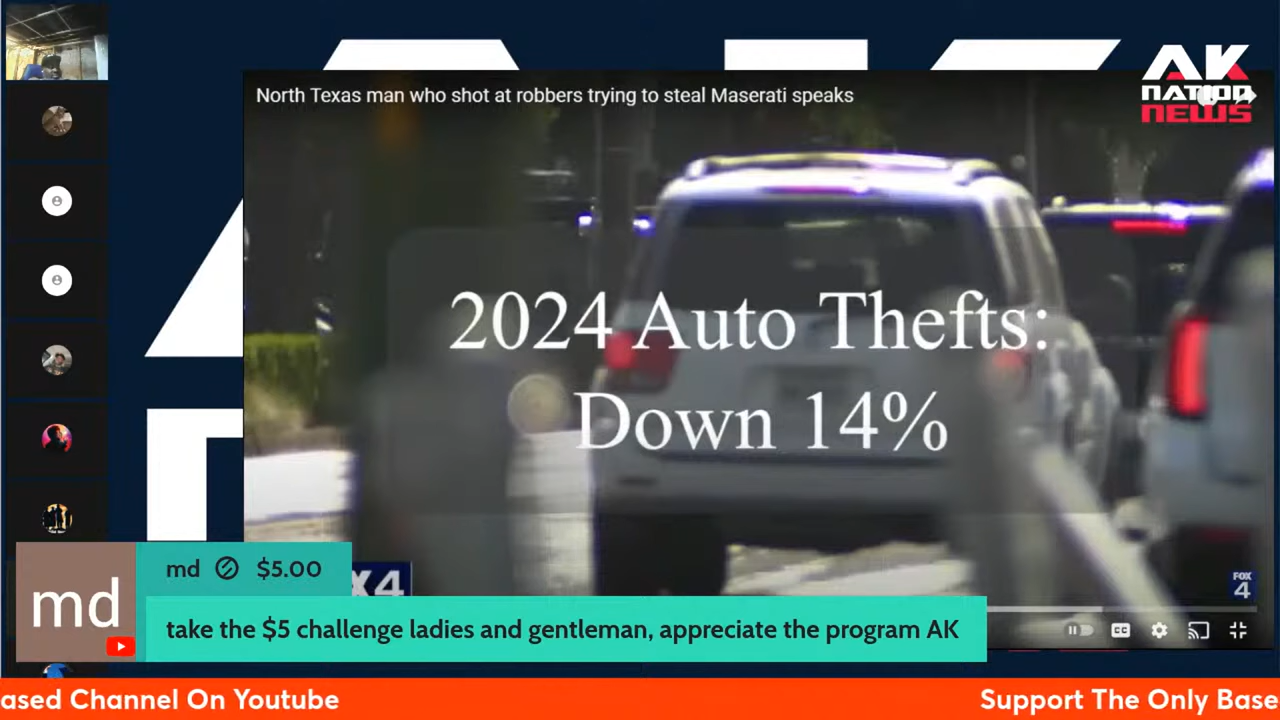 North Texas man who shot at robbers trying to steal Maserati speaks
AK
NATION
NEWS
2024 Auto Thefts:
Down 14%
X4
FOX
4
CC
md
md $5.00
take the $5 challenge ladies and gentleman, appreciate the program AK
ased Channel On Youtube
Support The Only Base